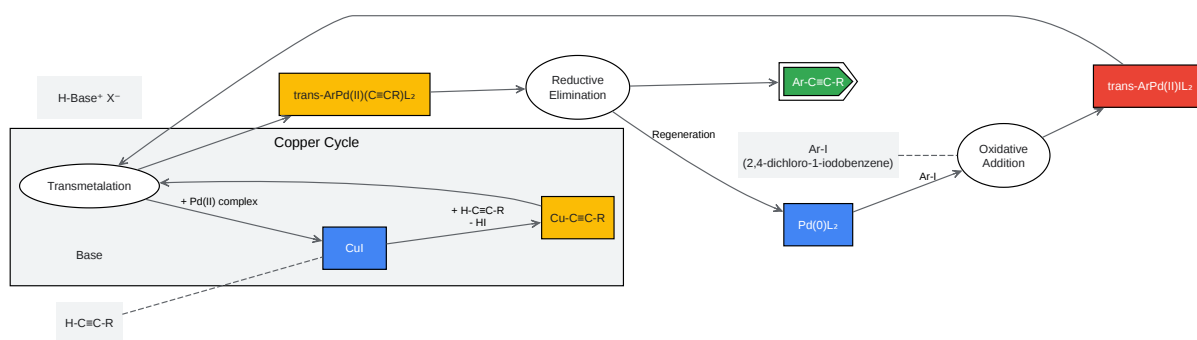 H-Base⁺ X⁻
trans-ArPd(II)(C≡CR)L₂
Reductive
Elimination
Ar-C≡C-R
trans-ArPd(II)IL₂
Copper Cycle
Regeneration
Ar-I
(2,4-dichloro-1-iodobenzene)
Oxidative
Addition
Ar-I
Transmetalation
+ Pd(II) complex
+ H-C≡C-R
- HI
Cu-C≡C-R
Pd(0)L₂
CuI
Base
H-C≡C-R